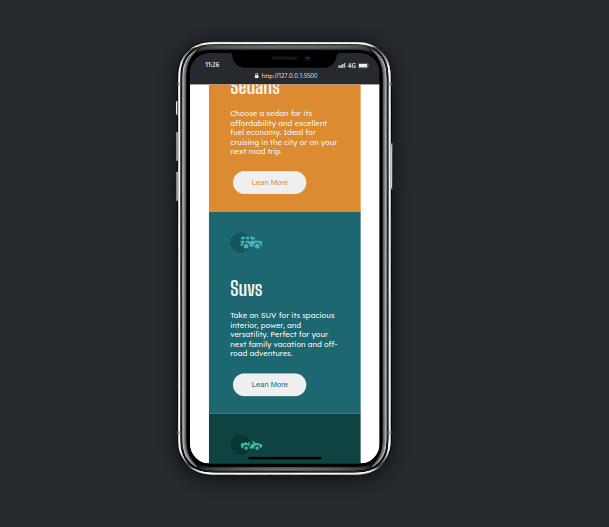 11:26
4G
http://127.0.0.1:5500
Sedans
Choose a sedan for its
affordability and excellent
fuel economy. Ideal for
cruising in the city or on your
next road trip.
Lean More
Suvs
Take an SUV for its spacious
interior, power, and
versatility. Perfect for your
next family vacation and off-
road adventures.
Lean More